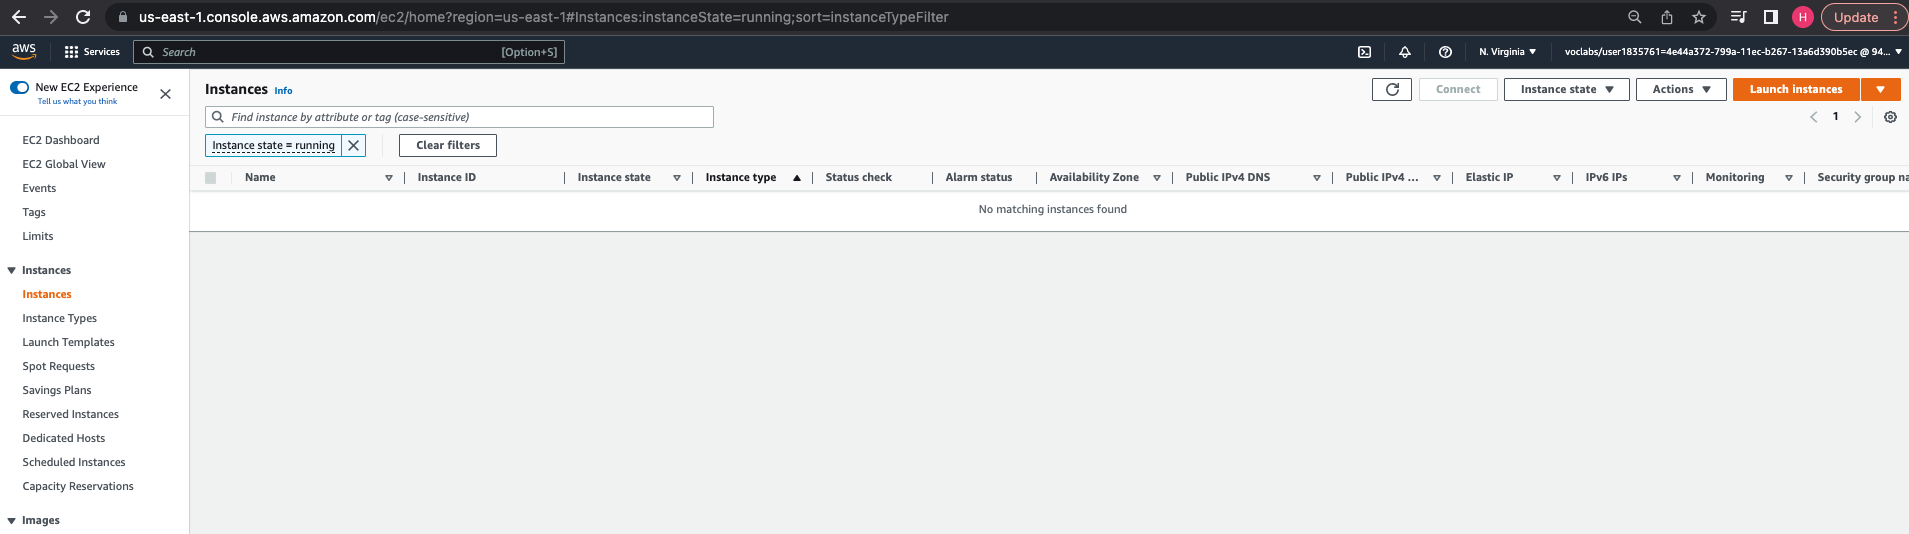 us-east-1.console.aws.amazon.com/ec2/home?region=us-east-1#Instances:instanceState=running;sort=instanceTypeFilter
H
Update
aws
Services
Search
[Option+S]
N. Virginia
voclabs/user1835761=4e44a372-799a-11ec-b267-13a6d390b5ec @ 94...
New EC2 Experience
Tell us what you think
EC2 Dashboard
EC2 Global View
Events
Tags
Limits
Instances
Instances
Instance Types
Launch Templates
Spot Requests
Savings Plans
Reserved Instances
Dedicated Hosts
Scheduled Instances
Capacity Reservations
Images
Instances Info
Connect
Instance state
Actions
Launch instances
Find instance by attribute or tag (case-sensitive)
1
Instance state = running
Clear filters
Name
Instance ID
Instance state
Instance type
Status check
Alarm status
Availability Zone
Public IPv4 DNS
Public IPv4 ...
Elastic IP
IPv6 IPs
Monitoring
Security group na
No matching instances found